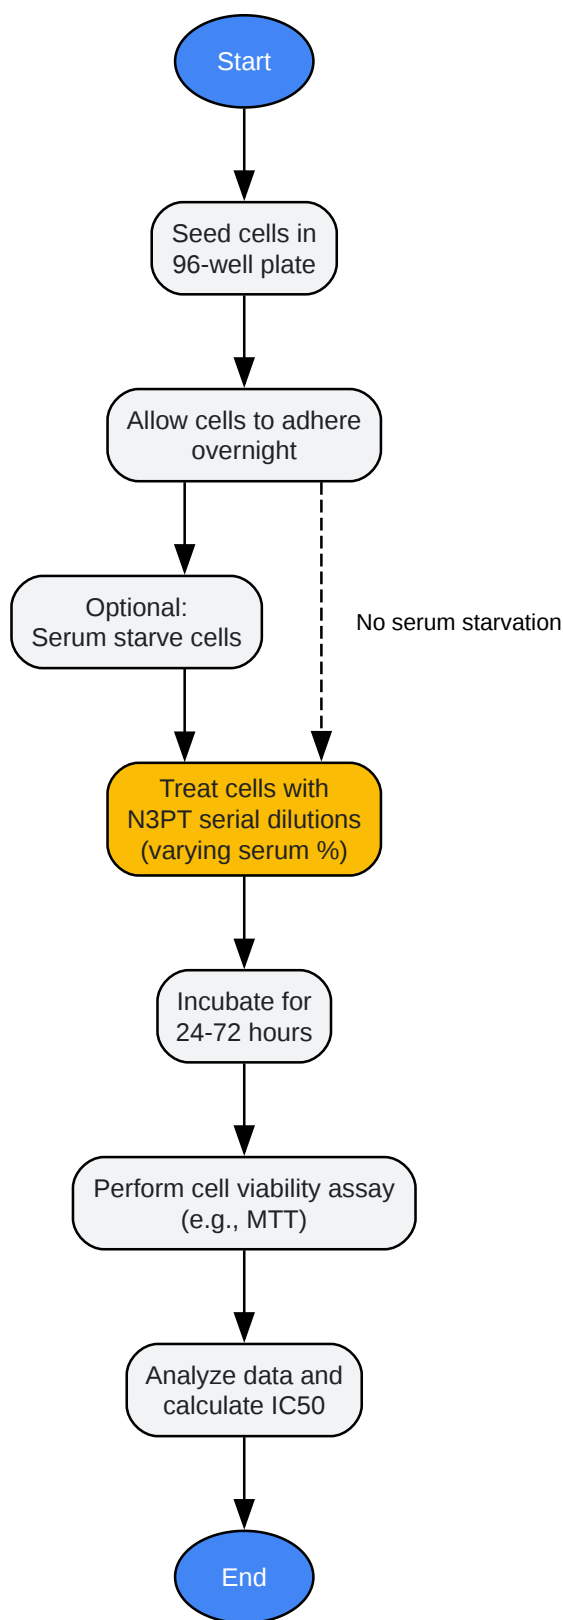 Start
Seed cells in
96-well plate
Allow cells to adhere
overnight
Optional:
Serum starve cells
No serum starvation
Treat cells with
N3PT serial dilutions
(varying serum %)
Incubate for
24-72 hours
Perform cell viability assay
(e.g., MTT)
Analyze data and
calculate IC50
End